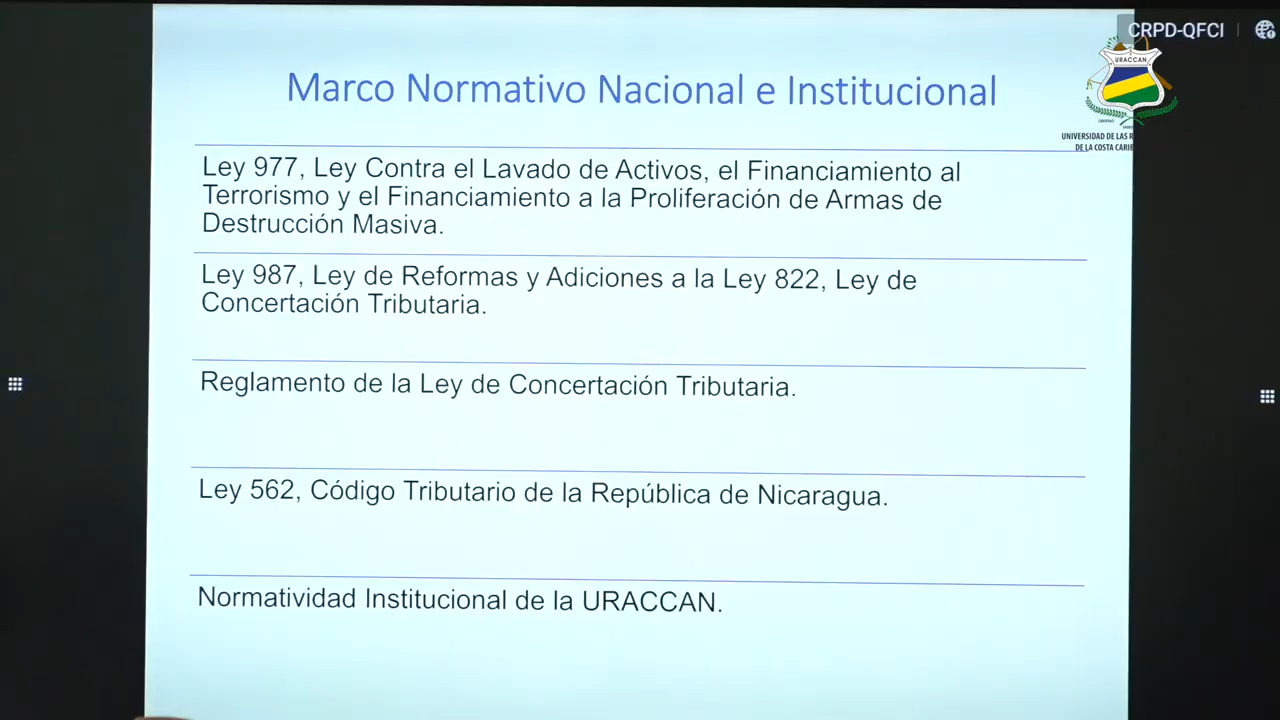 CRPD-QFCI
URACCAN
UNIVERSIDAD DE LAS R
DE LA COSTA CARIB
Marco Normativo Nacional e Institucional
Ley 977, Ley Contra el Lavado de Activos, el Financiamiento al
Terrorismo y el Financiamiento a la Proliferación de Armas de
Destrucción Masiva.
Ley 987, Ley de Reformas y Adiciones a la Ley 822, Ley de
Concertación Tributaria.
Reglamento de la Ley de Concertación Tributaria.
Ley 562, Código Tributario de la República de Nicaragua.
Normatividad Institucional de la URACCAN.